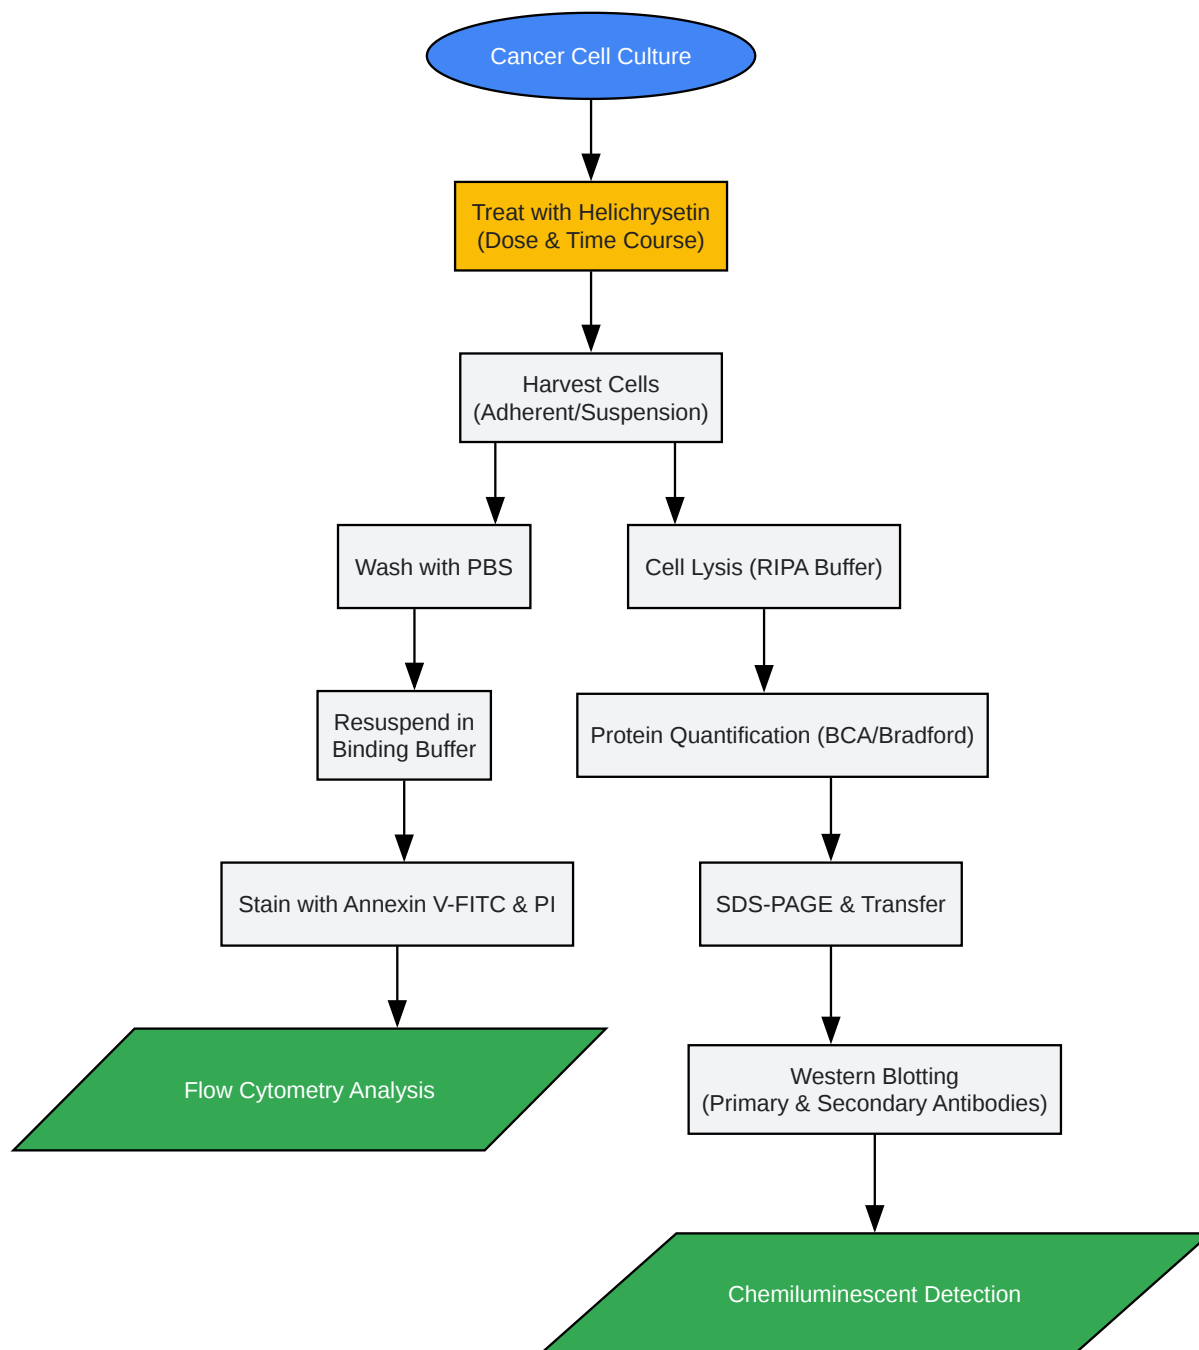 Cancer Cell Culture
Treat with Helichrysetin
(Dose & Time Course)
Harvest Cells
(Adherent/Suspension)
Wash with PBS
Cell Lysis (RIPA Buffer)
Resuspend in
Binding Buffer
Protein Quantification (BCA/Bradford)
Stain with Annexin V-FITC & PI
SDS-PAGE & Transfer
Flow Cytometry Analysis
Western Blotting
(Primary & Secondary Antibodies)
Chemiluminescent Detection